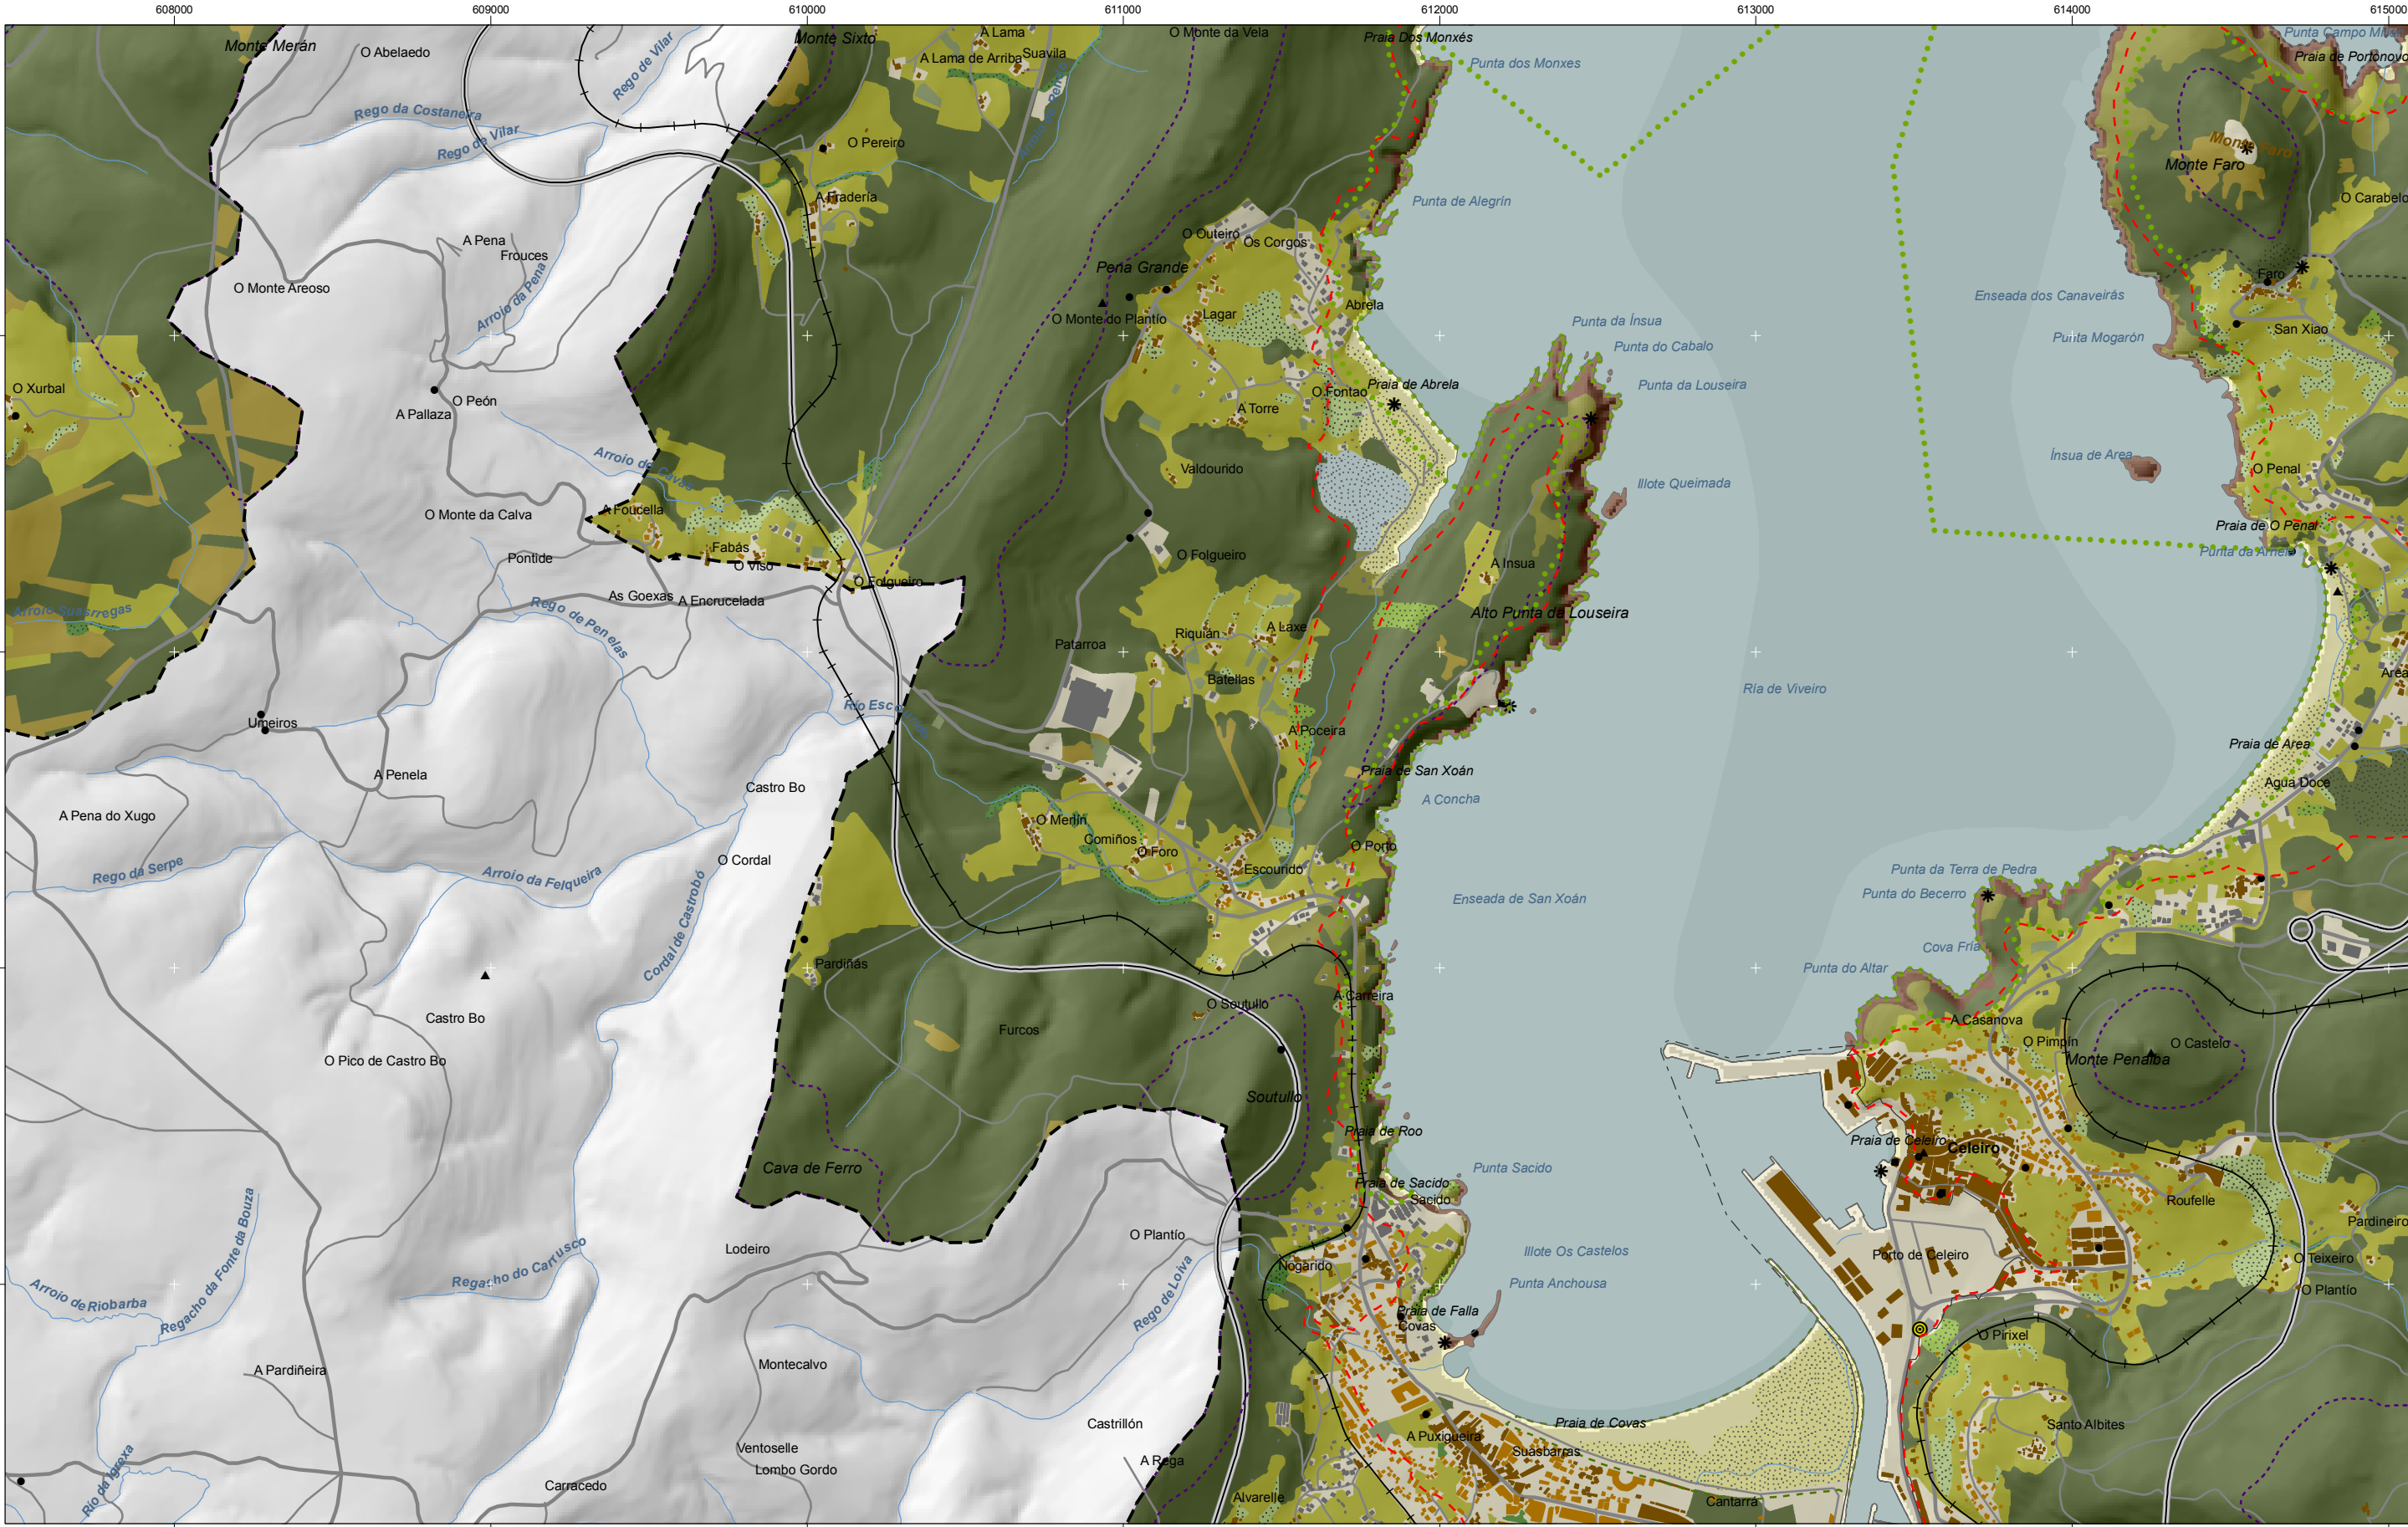 608000
609000
610000
611000
612000
613000
614000
615000
Monte Merán
O Abelaedo
Rego da Costaneira
Rego de Vilar
Rego de Vilar
Monte Sixto
A Lama
A Lama de Arriba
Suavila
O Monte da Vela
Praia Dos Monxés
Punta dos Monxes
Praia de Portonovo
O Pereiro
A Fradería
Punta de Alegrín
Monte Faro
Monte Faro
O Carabelo
A Pena
Frouces
Arroio da Pena
O Monte Areoso
O Outeiro
Os Corgos
Pena Grande
O Monte do Plantío
Lagar
Abrela
Faro
San Xiao
Enseada dos Canaveirás
Punta Mogarón
Punta da Ínsua
Punta do Cabalo
Punta da Louseira
O Xurbal
O Peón
A Pallaza
O Fontao
Praia de Abrela
A Torre
Valdourido
Ínsua de Area
O Penal
Illote Queimada
O Monte da Calva
A Foucella
Praia de O Penal
Pontide
Fabás
O Viso
O Folgueiro
O Folgueiro
A Insua
As Goexas
A Encrucelada
Arroio Suasrregas
Rego de Penelas
Alto Punta da Louseira
Riquián
A Laxe
Patarroa
Batellas
Ría de Viveiro
Umeiros
A Poceira
Praia de Area
Praia de San Xoán
A Penela
Castro Bo
Agua Doce
A Concha
A Pena do Xugo
O Merlín
Comiños
O Foro
O Porto
O Cordal
Escourido
Rego da Serpe
Arroio da Felqueira
Cordal de Castrobó
Punta da Terra de Pedra
Punta do Becerro
Enseada de San Xoán
Cova Fría
Pardiñás
Punta do Altar
A Carreira
O Soutullo
Castro Bo
Furcos
A Casanova
O Pimpín
O Castelo
O Pico de Castro Bo
Monte Penalba
Soutullo
Praia de Roo
Praia de Celeiro
Celeiro
Cava de Ferro
Punta Sacido
Praia de Sacido
Sacido
Roufelle
Pardineiro
Regacho da Fonte da Bouza
O Plantío
Lodeiro
Illote Os Castelos
Porto de Celeiro
O Teixeiro
Nogarido
Regacho do Carrusco
Punta Anchousa
O Plantío
Arroio de Riobarba
Rego de Loiva
Praia de Falla
Covas
O Pirixel
A Pardiñeira
Montecalvo
Castrillón
Praia de Covas
Santo Albites
A Puxigueira
Suasbarras
Ventoselle
Lombo Gordo
A Rega
Río da Igrexa
Carracedo
Alvarelle
Cantarra